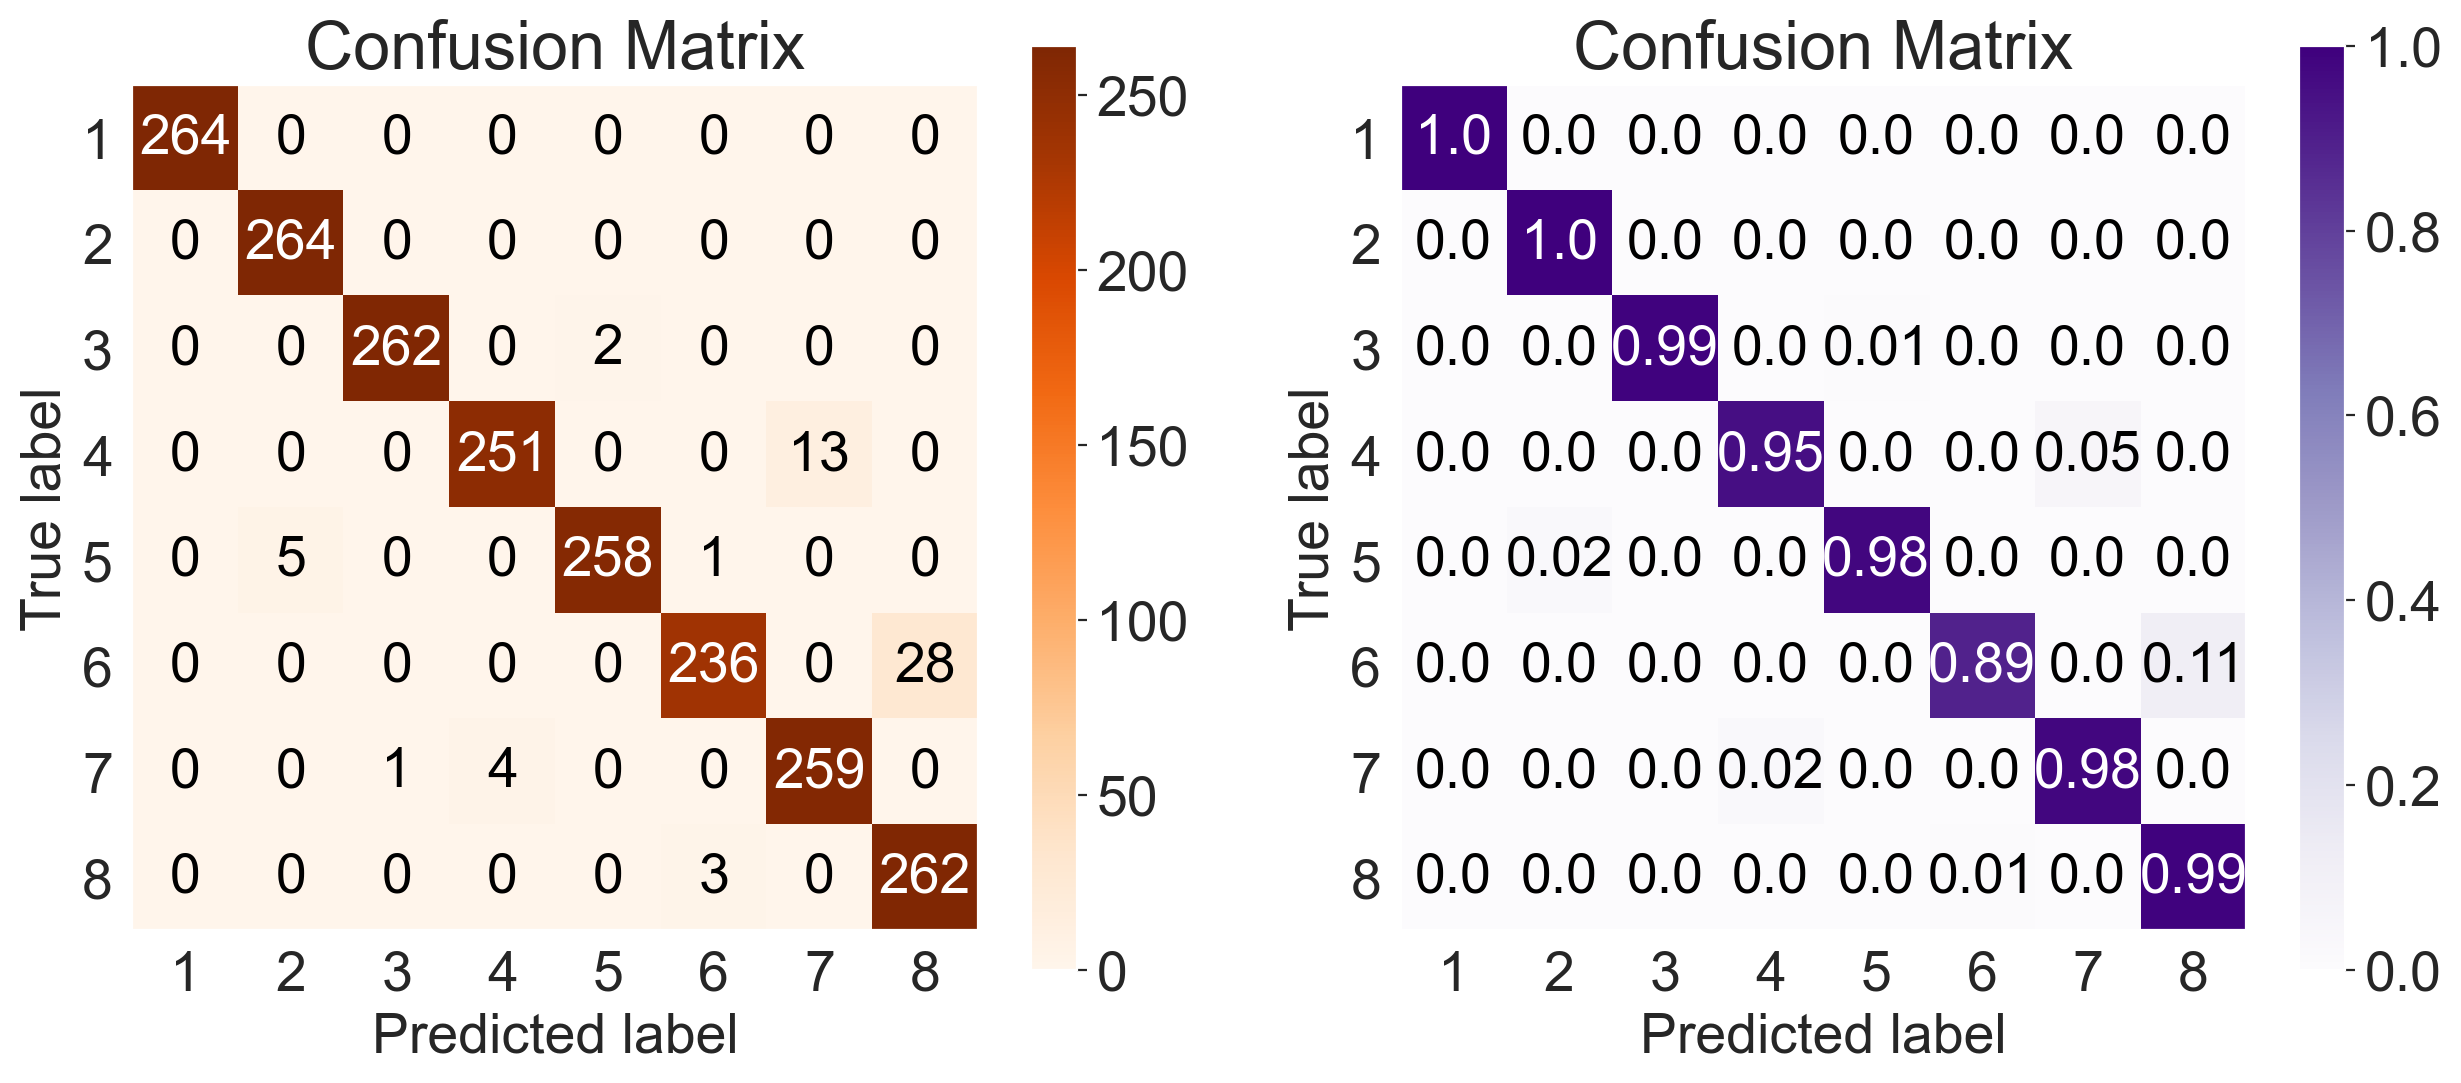 Confusion Matrix
True label
1 264 0 0 0 0 0 0 0
2 0 264 0 0 0 0 0 0
3 0 0 262 0 2 0 0 0
4 0 0 0 251 0 0 13 0
5 0 5 0 0 258 1 0 0
6 0 0 0 0 0 236 0 28
7 0 0 1 4 0 0 259 0
8 0 0 0 0 0 3 0 262
1 2 3 4 5 6 7 8
Predicted label
250
200
150
100
50
0
Confusion Matrix
True label
1 1.0 0.0 0.0 0.0 0.0 0.0 0.0 0.0
2 0.0 1.0 0.0 0.0 0.0 0.0 0.0 0.0
3 0.0 0.0 0.99 0.0 0.01 0.0 0.0 0.0
4 0.0 0.0 0.0 0.95 0.0 0.0 0.05 0.0
5 0.0 0.02 0.0 0.0 0.98 0.0 0.0 0.0
6 0.0 0.0 0.0 0.0 0.0 0.89 0.0 0.11
7 0.0 0.0 0.0 0.02 0.0 0.0 0.98 0.0
8 0.0 0.0 0.0 0.0 0.0 0.01 0.0 0.99
1 2 3 4 5 6 7 8
Predicted label
1.0
0.8
0.6
0.4
0.2
0.0